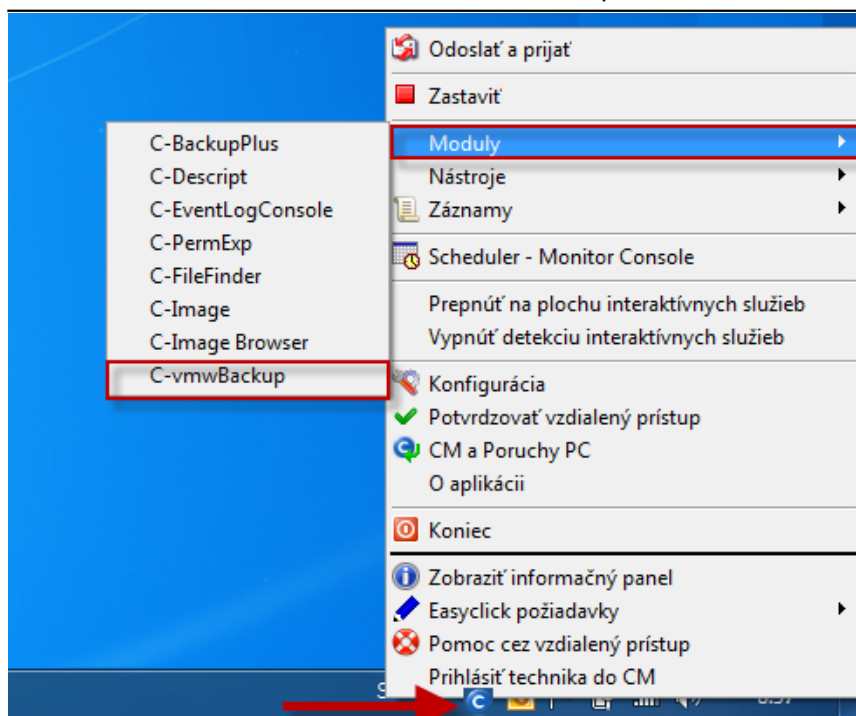 Odoslať a prijať
Zastaviť
Moduly
Nástroje
Záznamy
Scheduler - Monitor Console
Prepnúť na plochu interaktívnych služieb
Vypnúť detekciu interaktívnych služieb
Konfigurácia
Potvrdzovať vzdialený prístup
CM a Poruchy PC
O aplikácii
Koniec
Zobraziť informačný panel
Easyclick požiadavky
Pomoc cez vzdialený prístup
Prihlásiť technika do CM
C-BackupPlus
C-Descript
C-EventLogConsole
C-PermExp
C-FileFinder
C-Image
C-Image Browser
C-vmwBackup